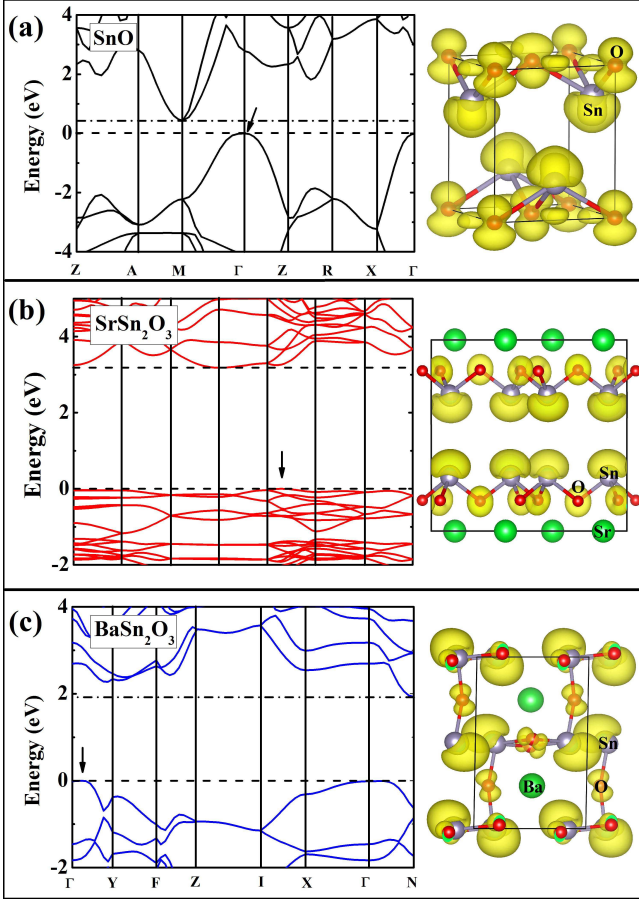 (a)
SnO
Energy (eV)
4
2
0
-2
-4
Z A M Γ Z R X Γ
O
Sn
(b)
SrSn₂O₃
Energy (eV)
4
2
0
-2
Sn
O
Sr
(c)
BaSn₂O₃
Energy (eV)
4
2
0
-2
Γ Y F Z I X Γ N
Sn
Ba
O